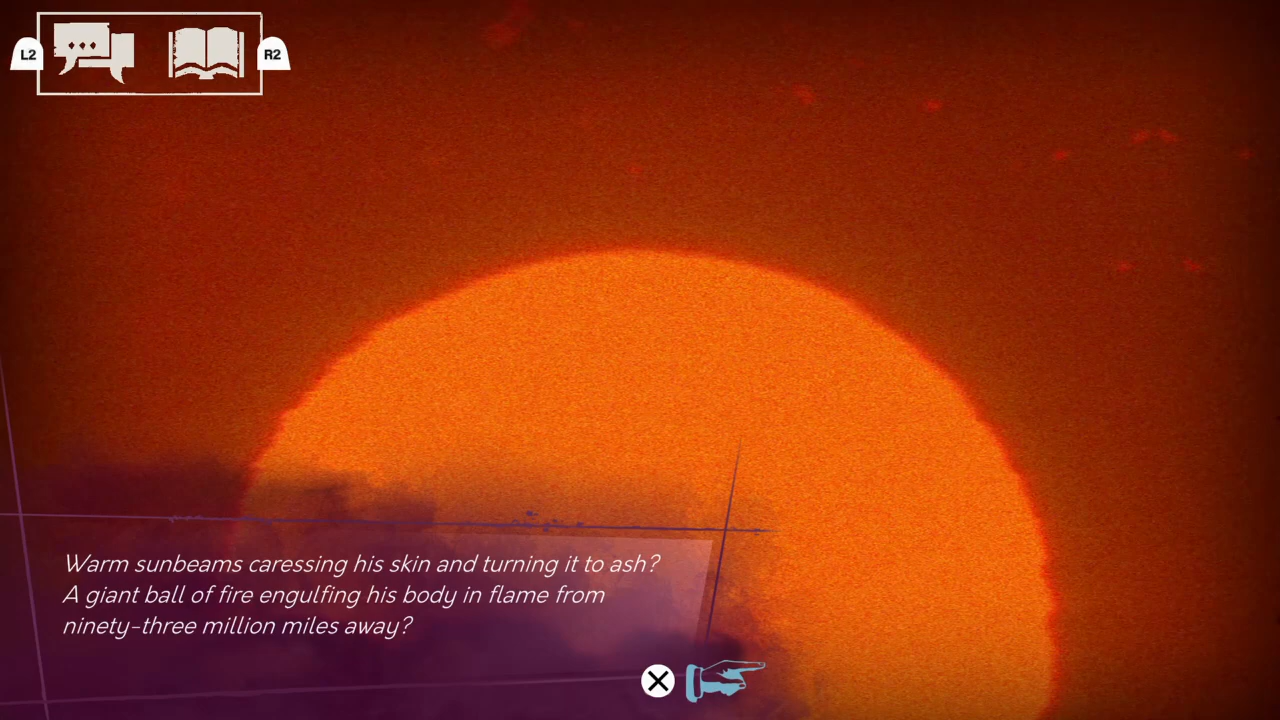 L2
R2
Warm sunbeams caressing his skin and turning it to ash?
A giant ball of fire engulfing his body in flame from
ninety-three million miles away?